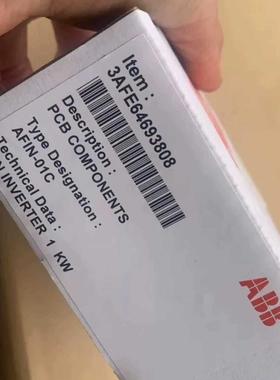 Item :
3AFE64693808
Description :
PCB COMPONENTS
Type Designation :
AFIN-01C
Technical Data :
INVERTER 1 KW
ABB